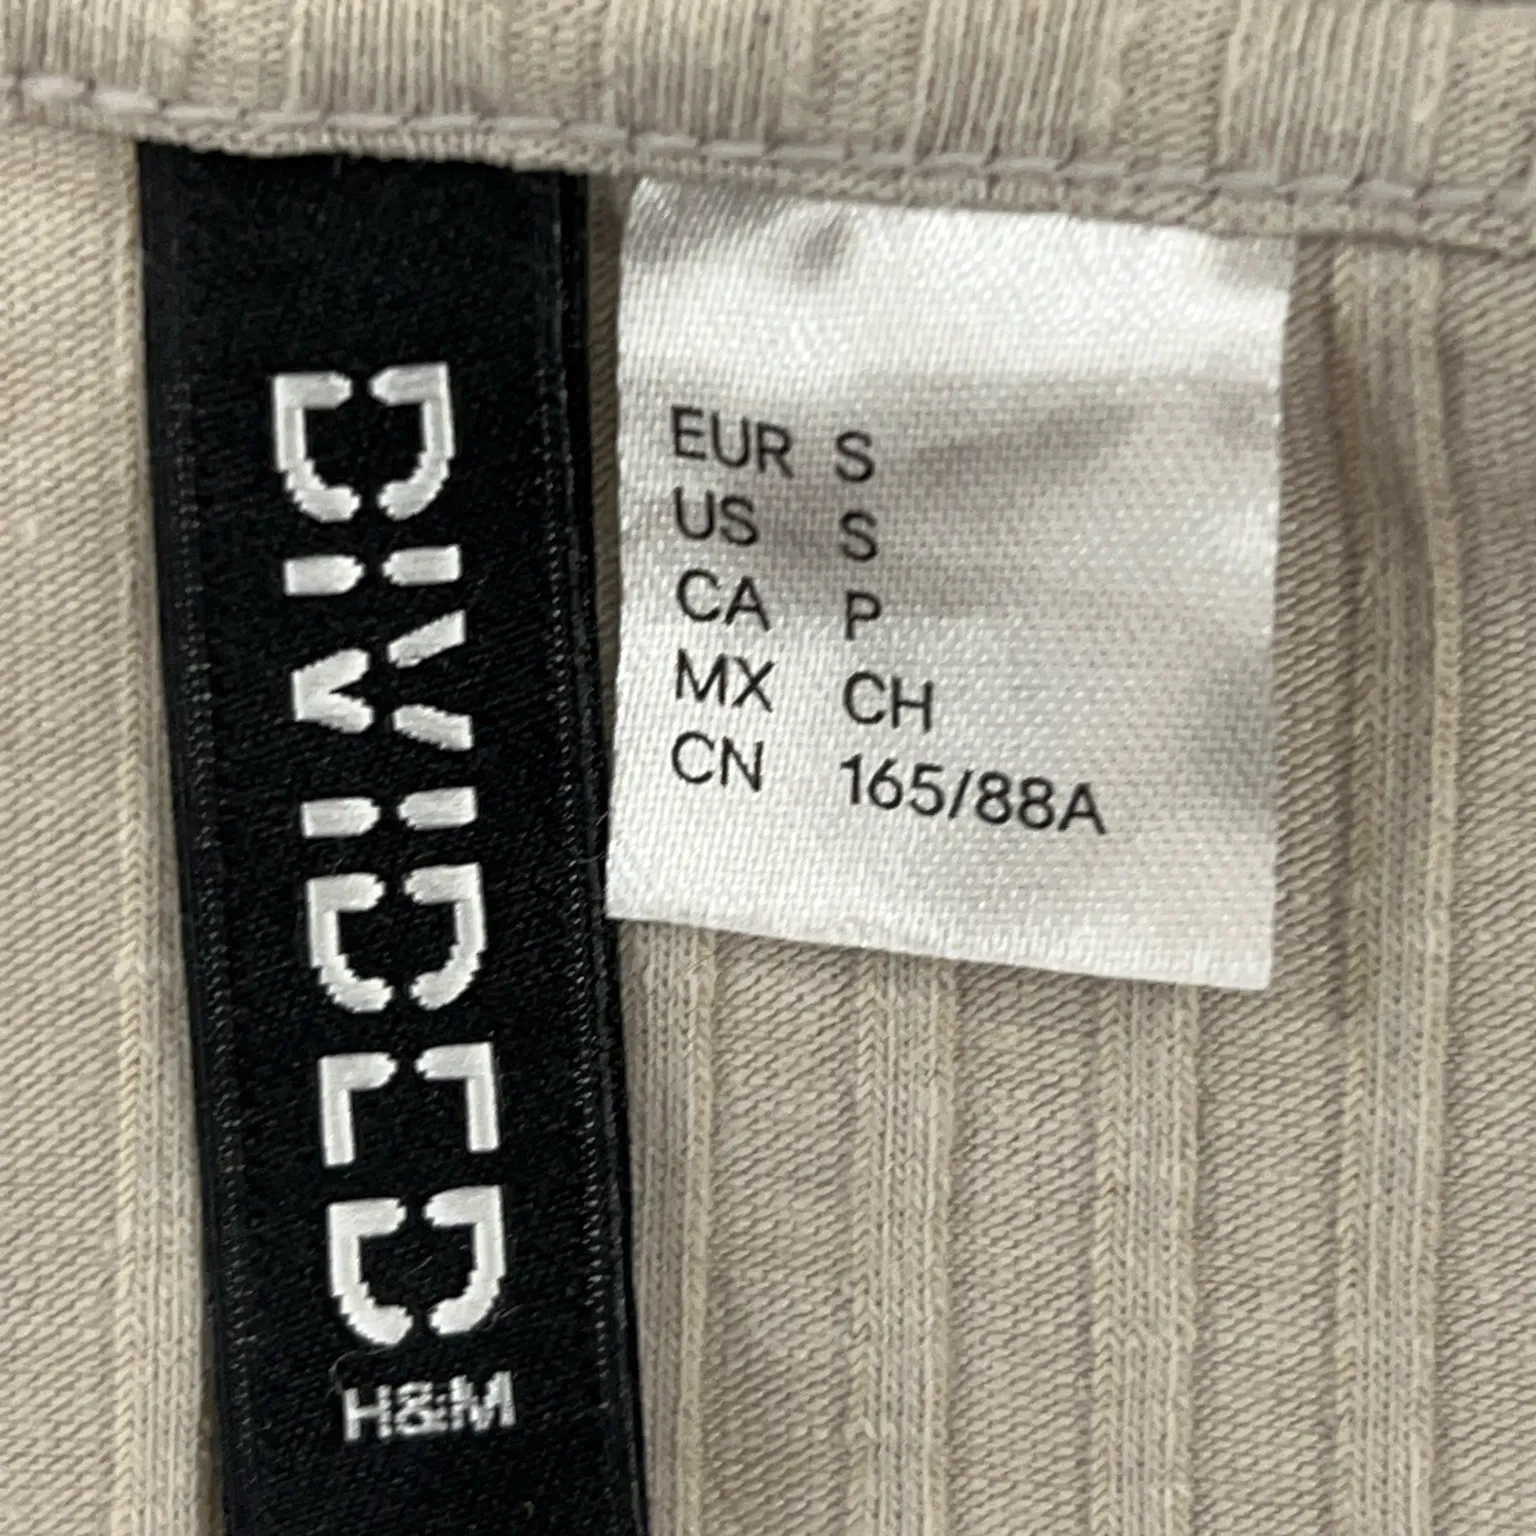 DIVIDED
H&M
EUR S
US S
CA P
MX CH
CN 165/88A